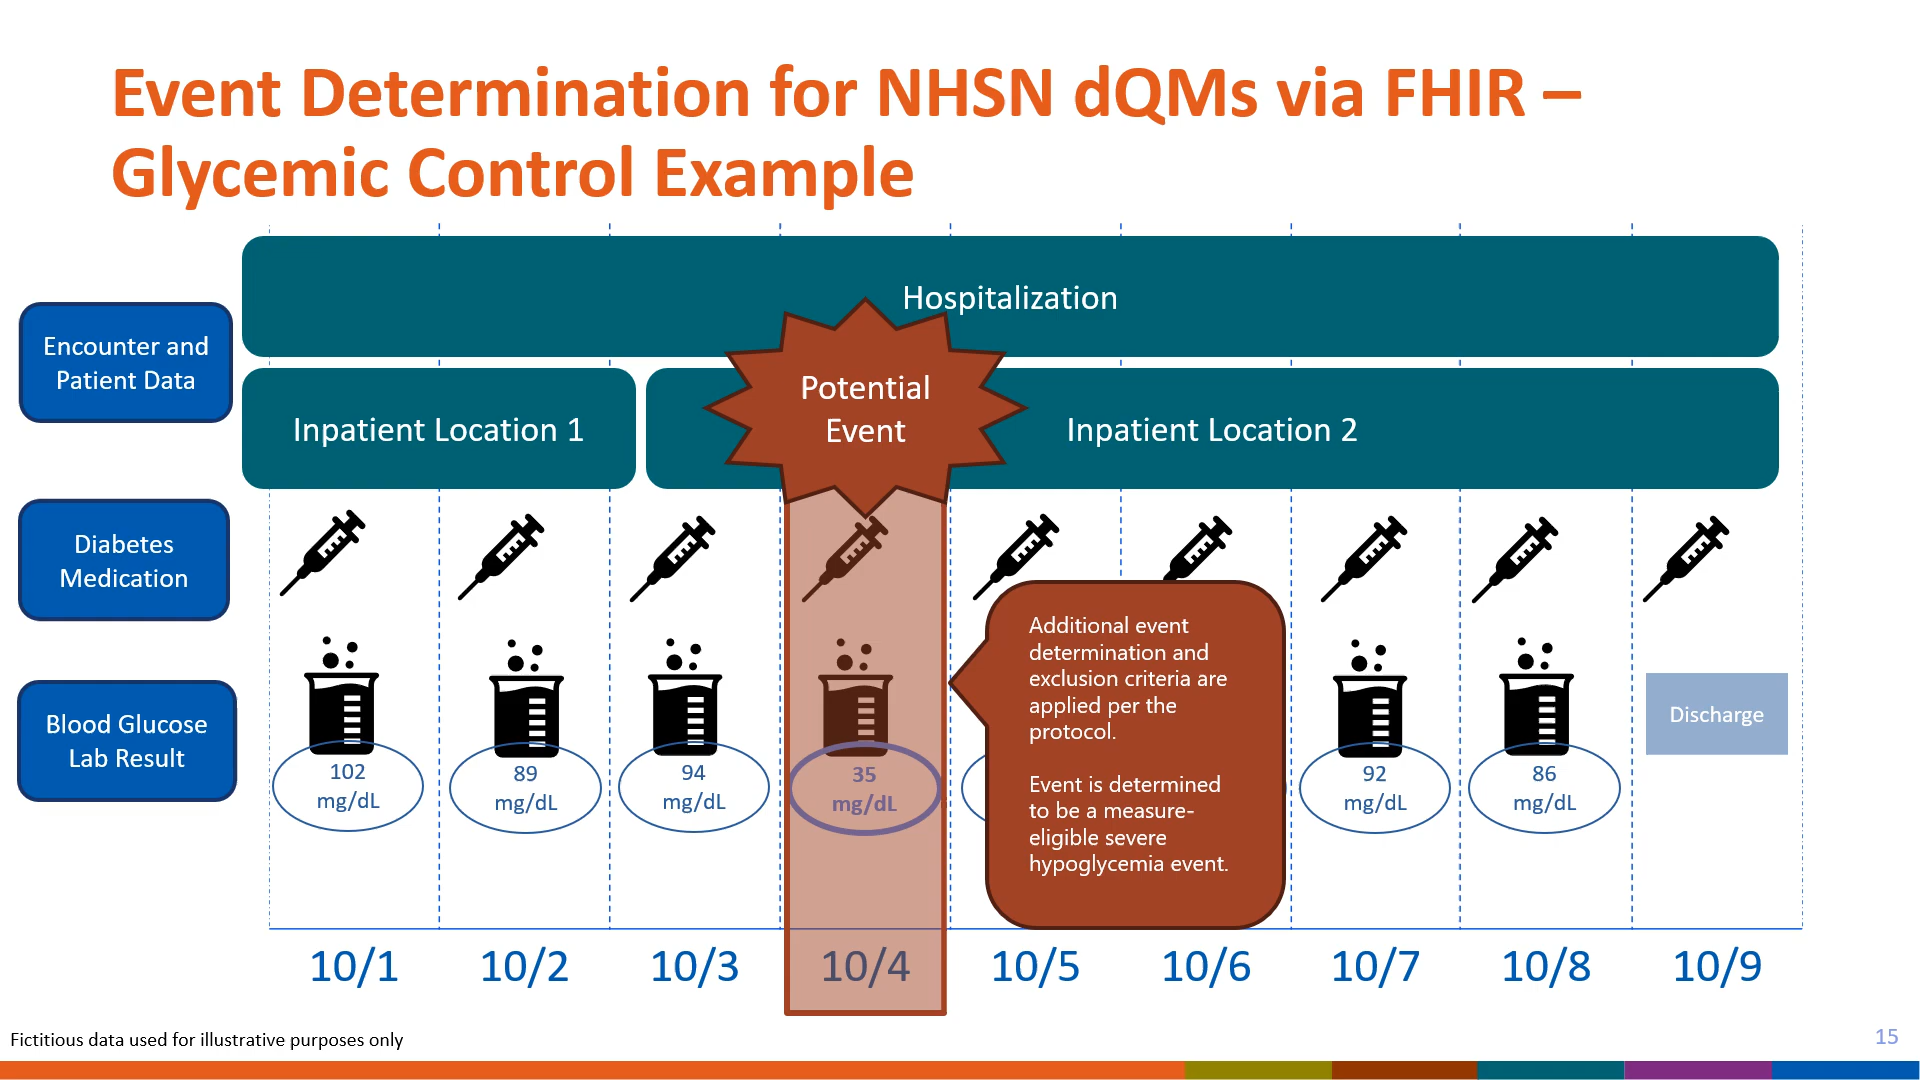 Event Determination for NHSN dQMs via FHIR –
Glycemic Control Example
Hospitalization
Encounter and
Patient Data
Potential
Event
Inpatient Location 1
Inpatient Location 2
Diabetes
Medication
Blood Glucose
Lab Result
102
mg/dL
89
mg/dL
94
mg/dL
35
mg/dL
Additional event
determination and
exclusion criteria are
applied per the
protocol.
Event is determined
to be a measure-
eligible severe
hypoglycemia event.
92
mg/dL
86
mg/dL
Discharge
10/1
10/2
10/3
10/4
10/5
10/6
10/7
10/8
10/9
Fictitious data used for illustrative purposes only
15